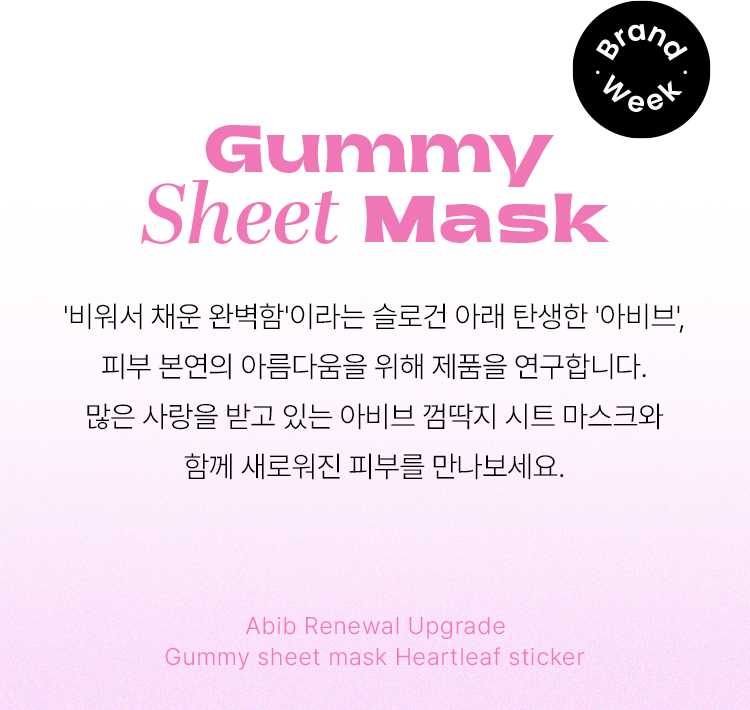 Brand
· Week ·
Gummy
Sheet Mask
'비워서 채운 완벽함'이라는 슬로건 아래 탄생한 '아비브',
피부 본연의 아름다움을 위해 제품을 연구합니다.
많은 사랑을 받고 있는 아비브 껌딱지 시트 마스크와
함께 새로워진 피부를 만나보세요.
Abib Renewal Upgrade
Gummy sheet mask Heartleaf sticker